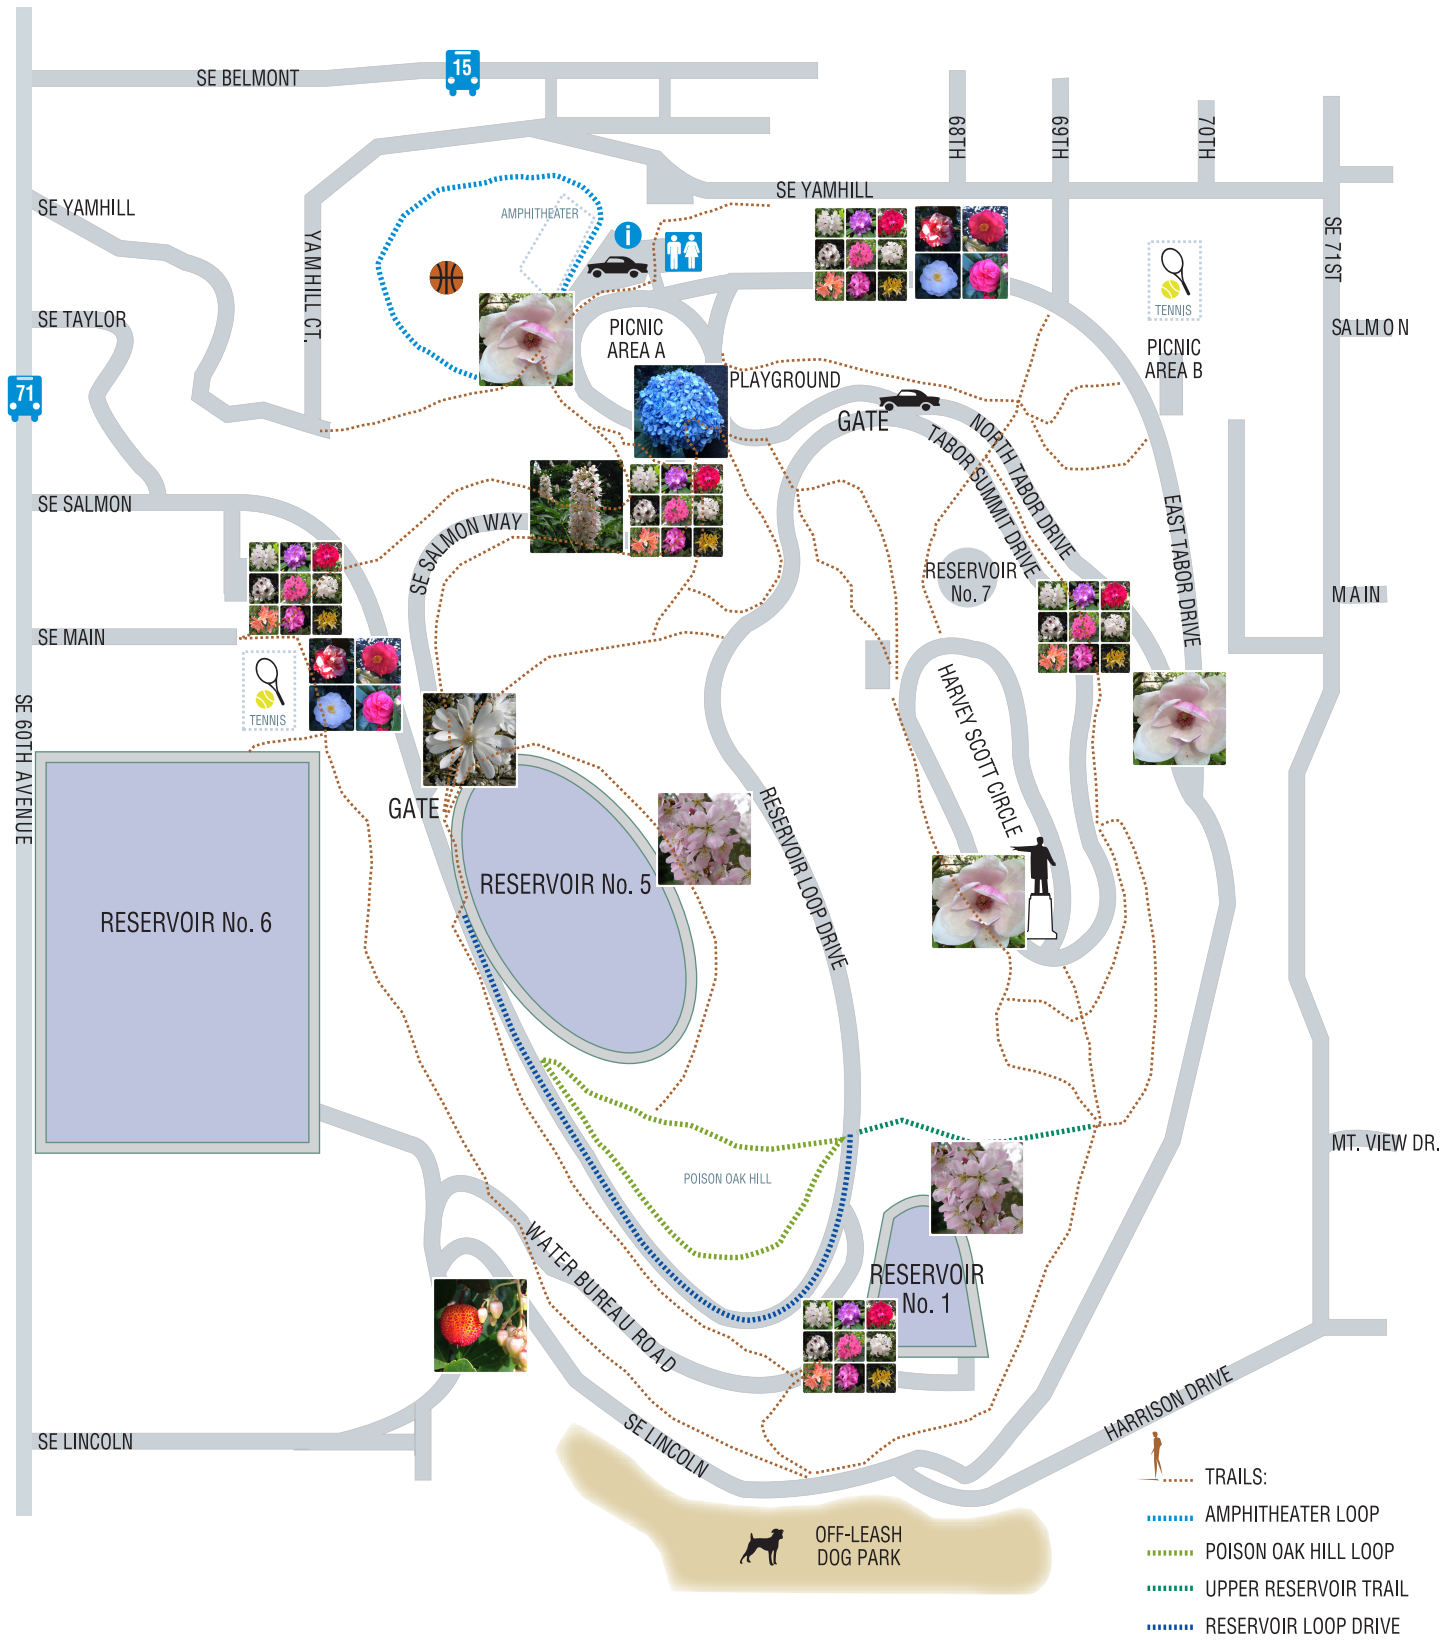 15
SE BELMONT
68TH
69TH
70TH
SE YAMHILL
SE YAMHILL
AMPHITHEATER
i
YAMHILL CT.
SE 71ST
TENNIS
SE TAYLOR
PICNIC
AREA A
SALMON
PICNIC
AREA B
71
PLAYGROUND
GATE
NORTH TABOR DRIVE
TABOR SUMMIT DRIVE
SE SALMON
SE SALMON WAY
EAST TABOR DRIVE
RESERVOIR
No. 7
MAIN
SE MAIN
TENNIS
HARVEY SCOTT CIRCLE
SE 60TH AVENUE
GATE
RESERVOIR LOOP DRIVE
RESERVOIR No. 5
RESERVOIR No. 6
MT. VIEW DR.
POISON OAK HILL
WATER BUREAU ROAD
RESERVOIR
No. 1
HARRISON DRIVE
SE LINCOLN
SE LINCOLN
OFF-LEASH
DOG PARK
TRAILS:
AMPHITHEATER LOOP
POISON OAK HILL LOOP
UPPER RESERVOIR TRAIL
RESERVOIR LOOP DRIVE